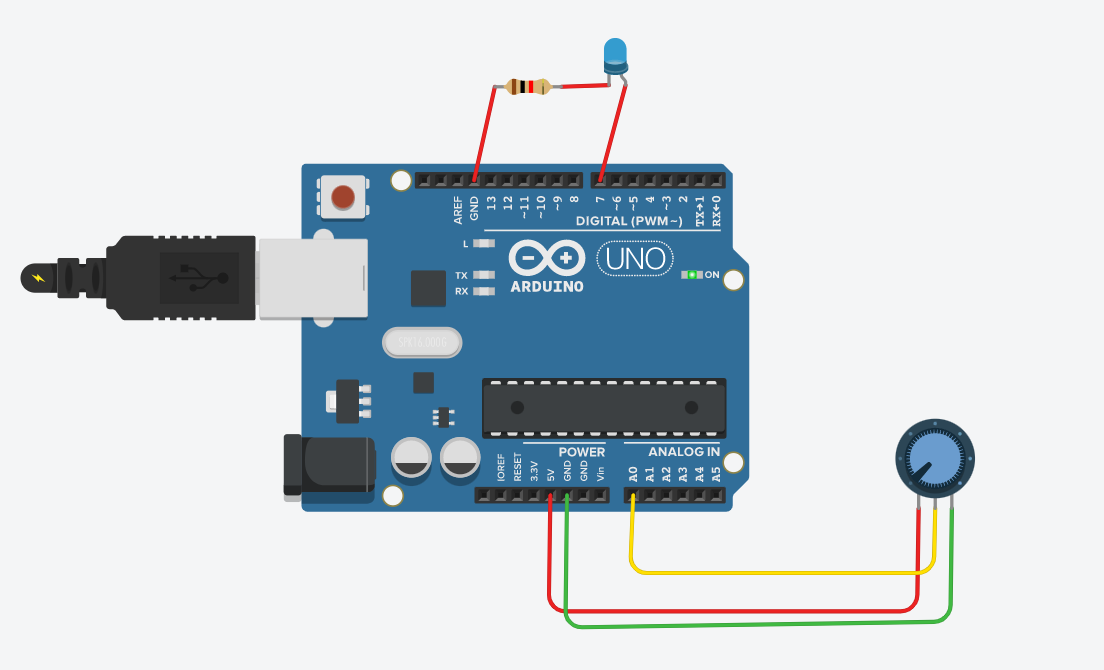 AREF
GND
13
12
~11
~10
~9
8
7
~6
~5
4
~3
2
TX→1
RX←0
DIGITAL (PWM~)
L
TX
RX
ARDUINO
UNO
ON
SPK16.000G
POWER
ANALOG IN
IOREF
RESET
3.3V
5V
GND
GND
Vin
A0
A1
A2
A3
A4
A5